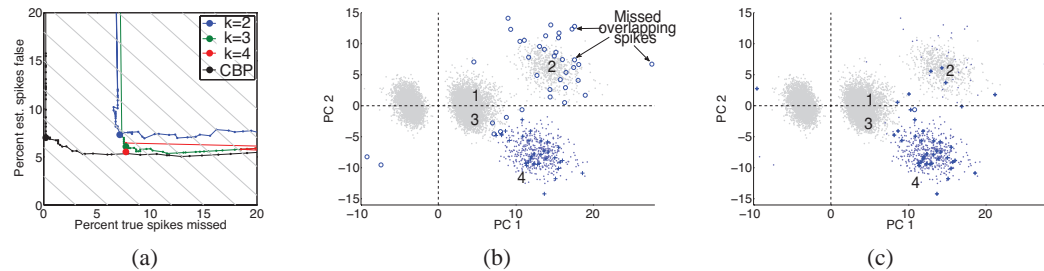 20
15
10
5
0
0
5
10
15
20
Percent est. spikes false
Percent true spikes missed
k=2
k=3
k=4
CBP
(a)
15
10
5
0
−5
−10
−15
−10
0
10
20
PC 2
PC 1
Missed
overlapping
spikes
2
1
3
4
(b)
15
10
5
0
−5
−10
−15
−10
0
10
20
PC 2
PC 1
2
1
3
4
(c)